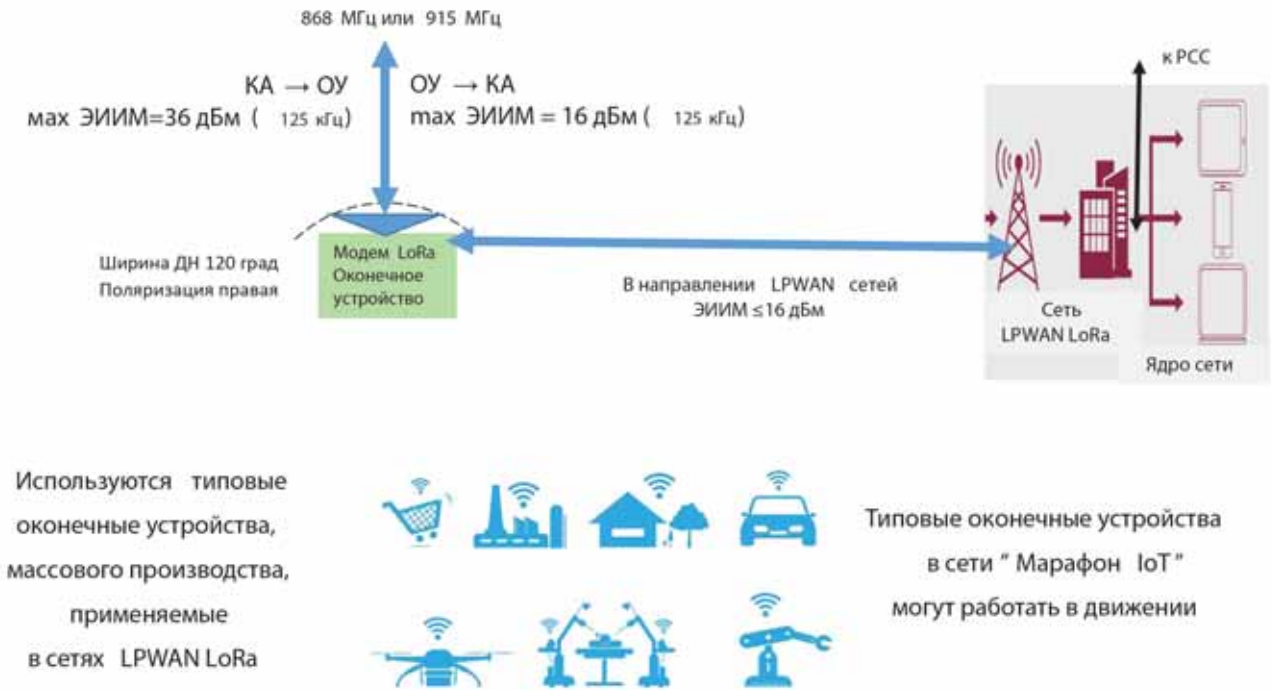 868 МГц или 915 МГц
КА → ОУ
max ЭИИМ=36 дБм ( 125 кГц)
ОУ → КА
max ЭИИМ = 16 дБм ( 125 кГц)
к РСС
Ширина ДН 120 град
Поляризация правая
Модем LoRa
Оконечное
устройство
В направлении LPWAN сетей
ЭИИМ ≤16 дБм
Сеть
LPWAN LoRa
Ядро сети
Используются типовые
оконечные устройства,
массового производства,
применяемые
в сетях LPWAN LoRa
Типовые оконечные устройства
в сети " Марафон IoT "
могут работать в движении